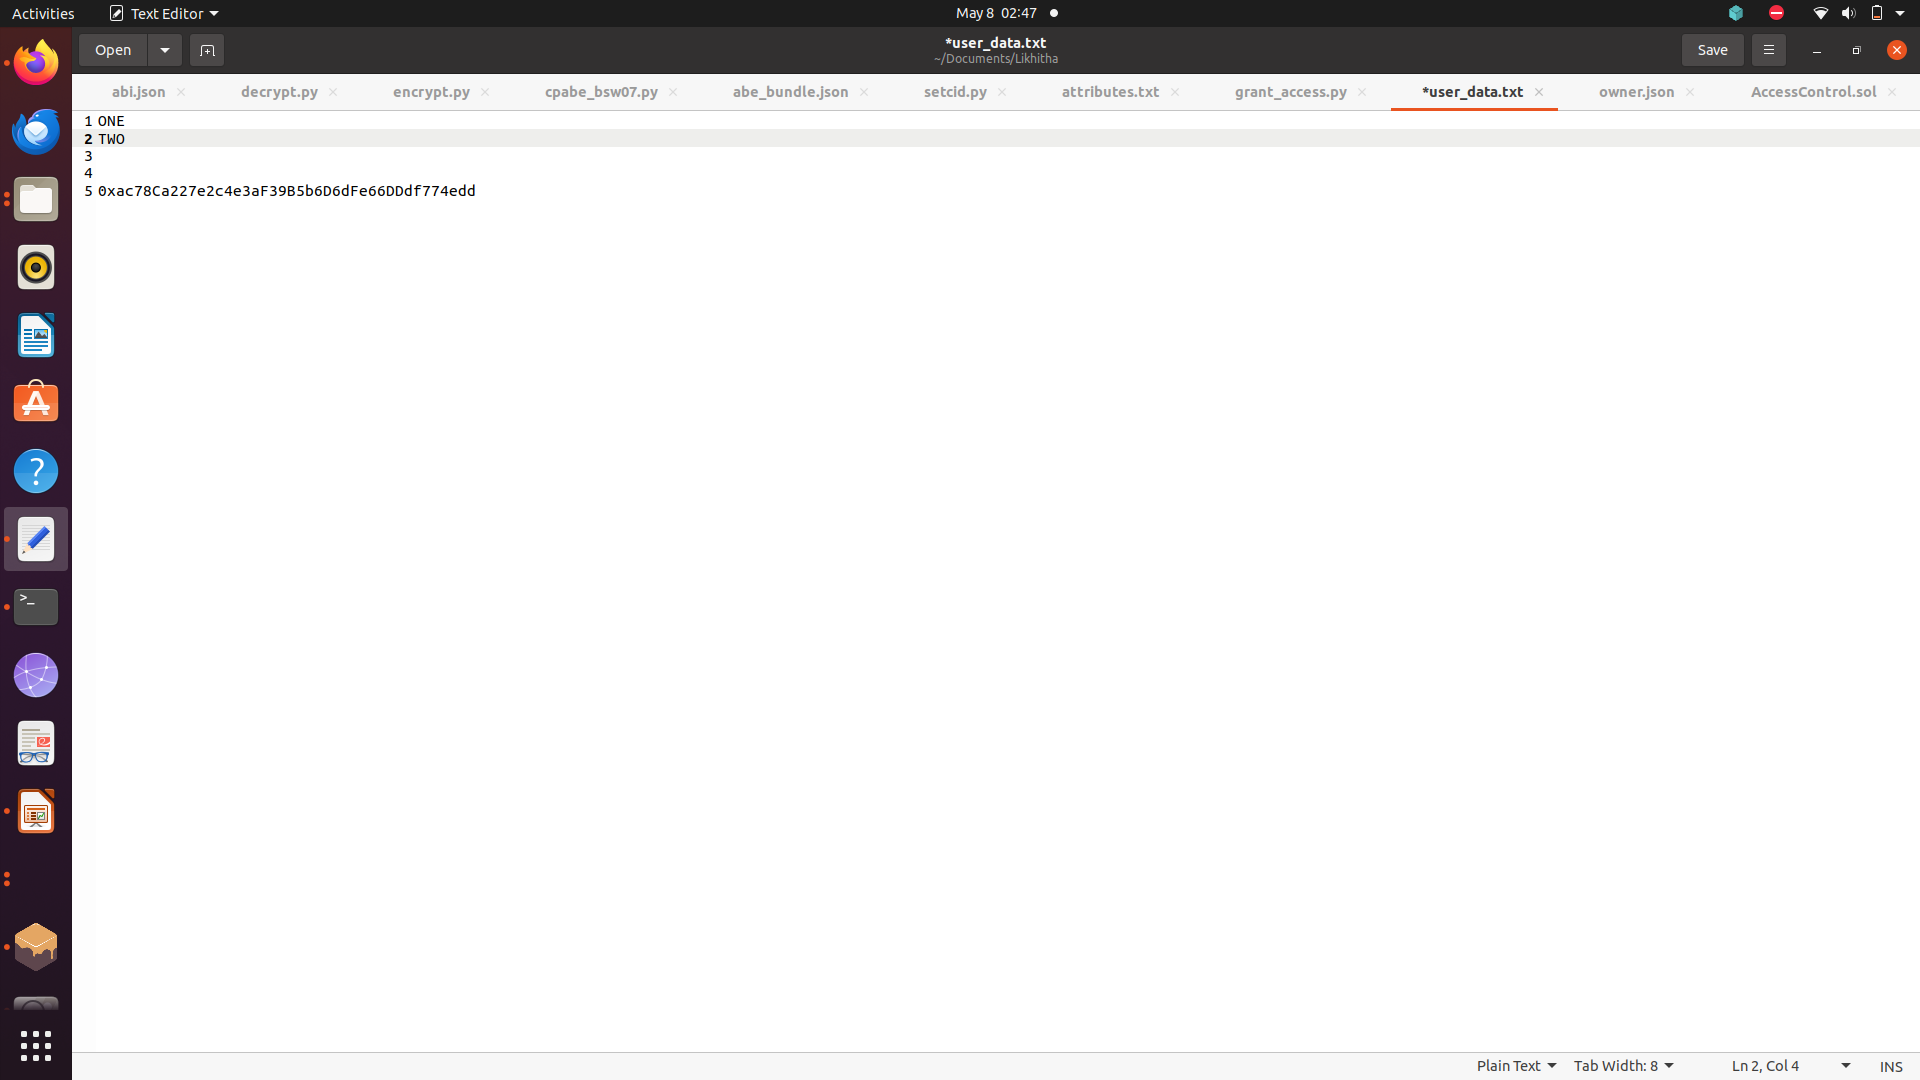 Activities Text Editor May 8 02:47
Open *user_data.txt Save
~/Documents/Likhitha
abi.json decrypt.py encrypt.py cpabe_bsw07.py abe_bundle.json setcid.py attributes.txt grant_access.py *user_data.txt owner.json AccessControl.sol
1 ONE
2 TWO
3
4
5 0xac78Ca227e2c4e3aF39B5b6D6dFe66DDdf774edd
Plain Text Tab Width: 8 Ln 2, Col 4 INS